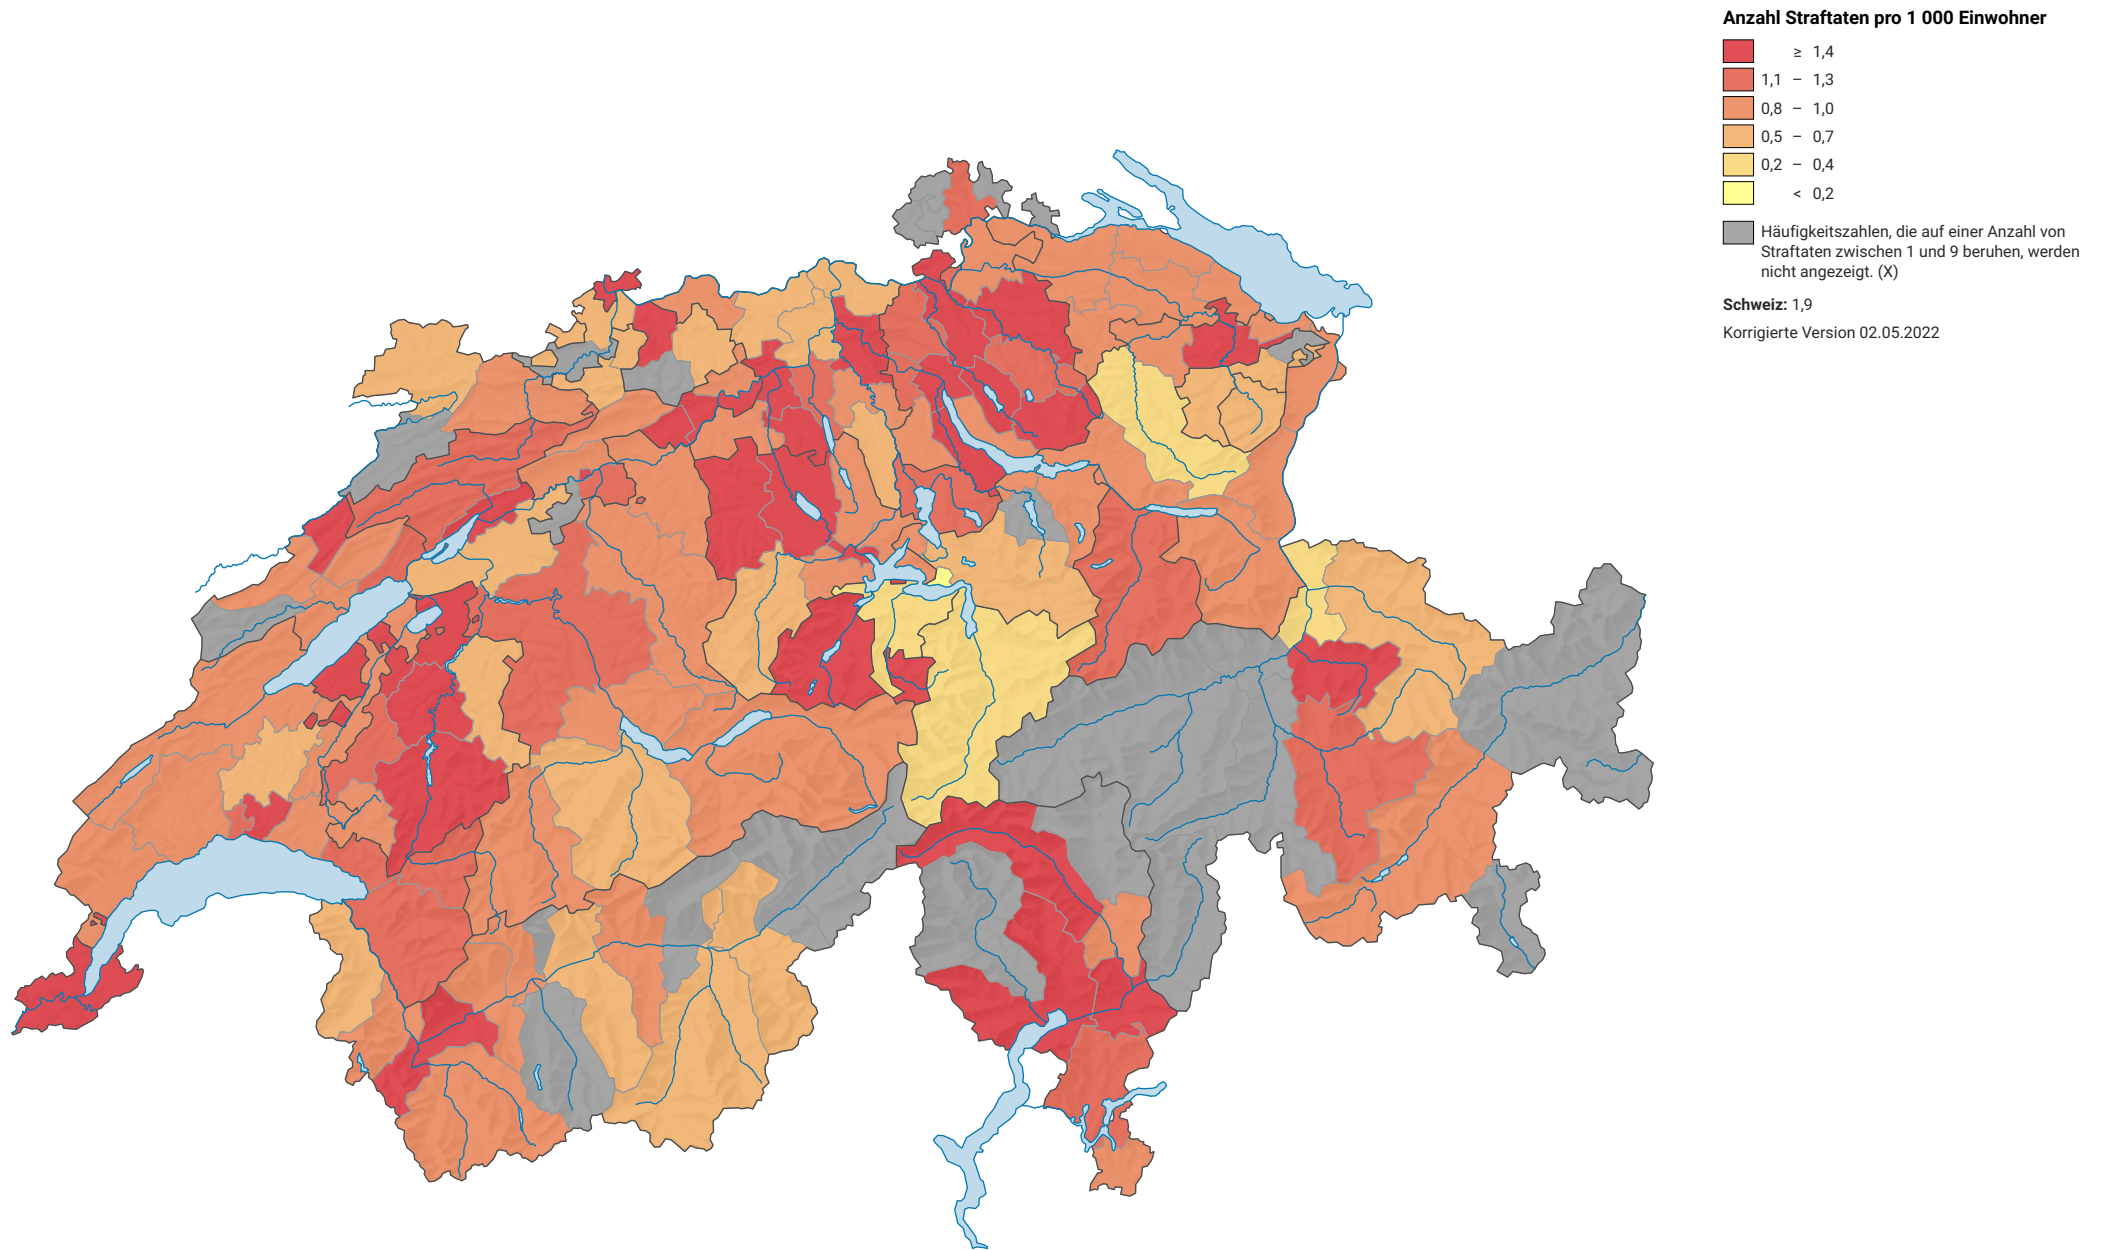 Anzahl Straftaten pro 1 000 Einwohner
≥ 1,4
1,1 – 1,3
0,8 – 1,0
0,5 – 0,7
0,2 – 0,4
< 0,2
Häufigkeitszahlen, die auf einer Anzahl von
Straftaten zwischen 1 und 9 beruhen, werden
nicht angezeigt. (X)
Schweiz: 1,9
Korrigierte Version 02.05.2022